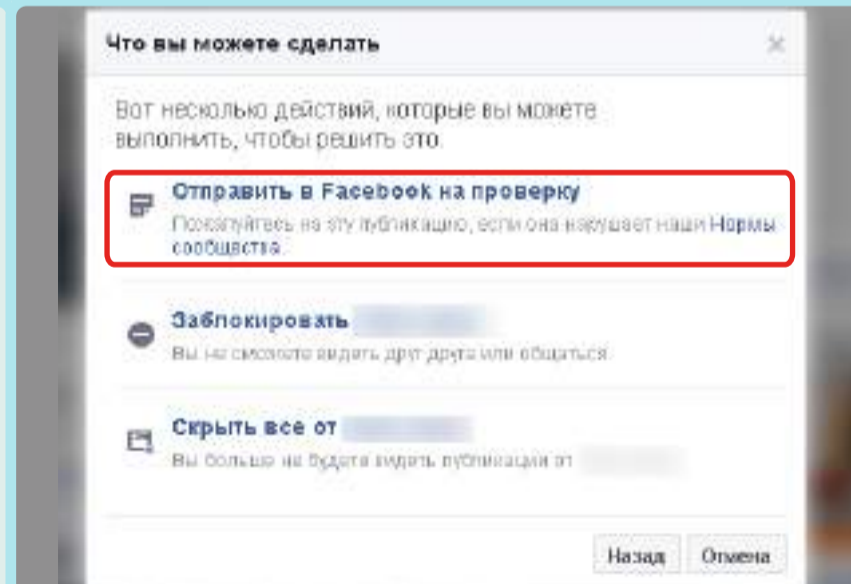 Что вы можете сделать
Вот несколько действий, которые вы можете
выполнить, чтобы решить это.
Отправить в Facebook на проверку
Пожалуйтесь на эту публикацию, если она нарушает наши Нормы
сообщества.
Заблокировать
Вы не сможете видеть друг друга или общаться.
Скрыть все от
Вы больше не будете видеть публикации от
Назад Отмена